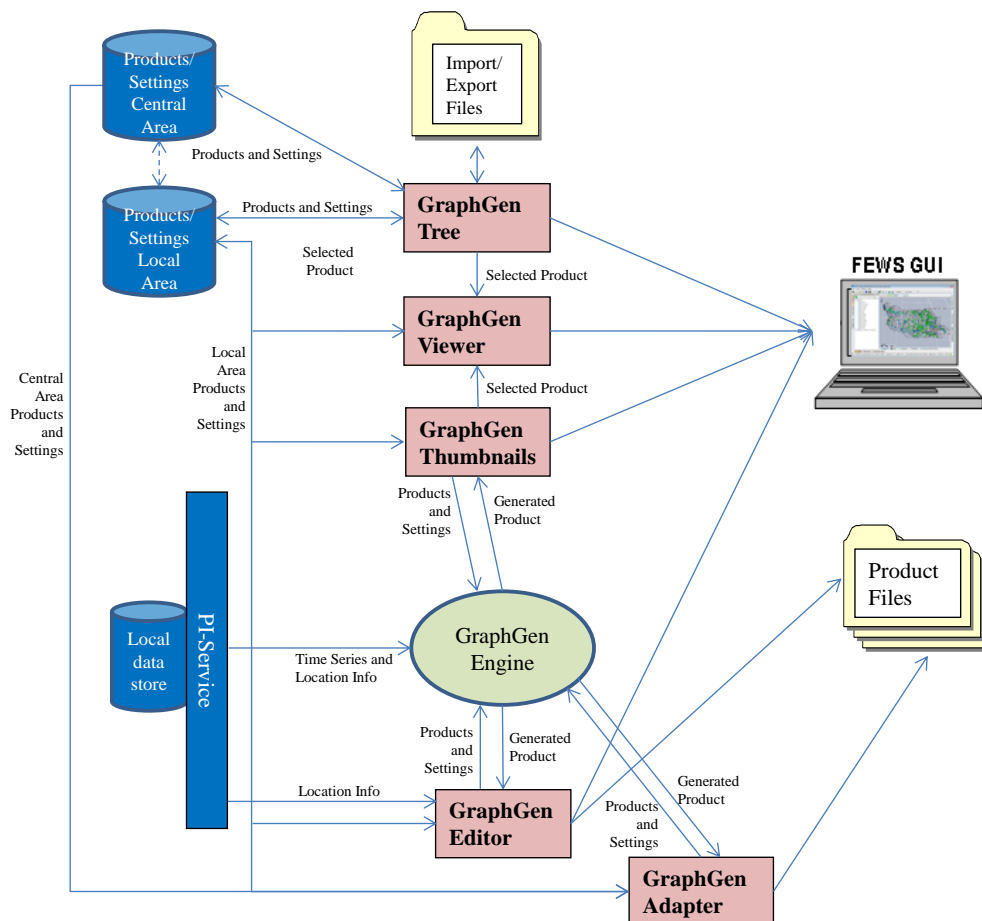 Products/
Settings
Central
Area
Import/
Export
Files
Products and Settings
Products/
Settings
Local
Area
Products and Settings
GraphGen
Tree
Selected
Product
Selected Product
FEWS GUI
GraphGen
Viewer
Central
Area
Products
and
Settings
Local
Area
Products
and
Settings
Selected Product
GraphGen
Thumbnails
Products
and
Settings
Generated
Product
Product
Files
PI-Service
Local
data
store
GraphGen
Engine
Time Series and
Location Info
Products
and
Settings
Generated
Product
Location Info
GraphGen
Editor
Generated
Product
Products
and
Settings
GraphGen
Adapter